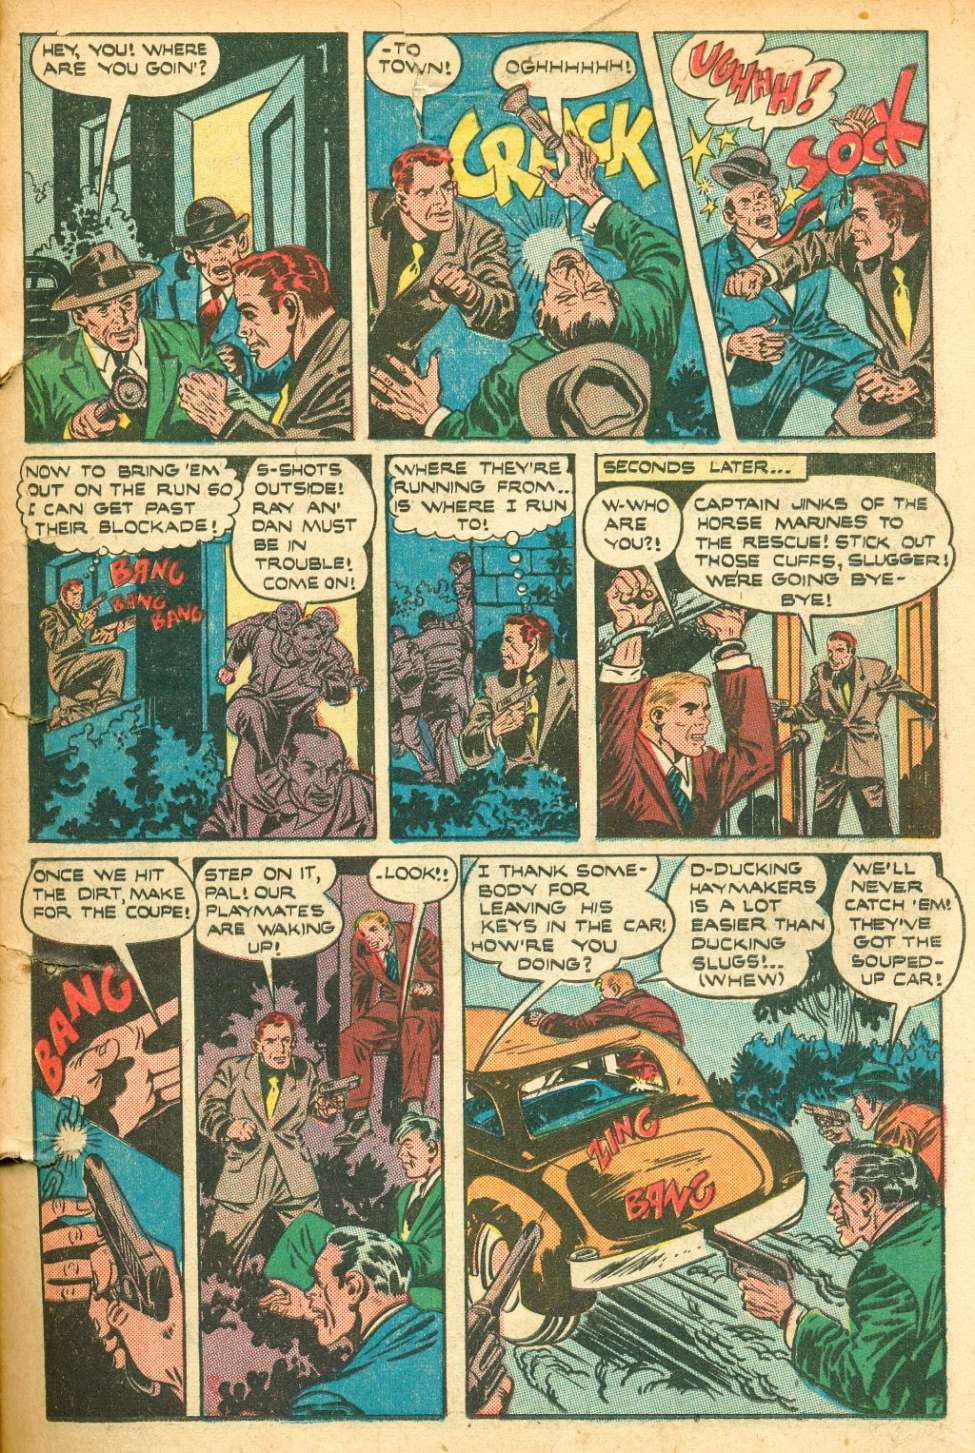 HEY, YOU! WHERE
ARE YOU GOIN'?
-TO
TOWN!
OGHHHHHH!
CRACK
UGHHH!
SOCK
NOW TO BRING 'EM
OUT ON THE RUN SO
I CAN GET PAST
THEIR BLOCKADE!
BANG
BANG
BANG
S-SHOTS
OUTSIDE!
RAY AN'
DAN MUST
BE IN
TROUBLE!
COME ON!
WHERE THEY'RE
RUNNING FROM..
IS WHERE I RUN
TO!
SECONDS LATER...
W-WHO
ARE
YOU?!
CAPTAIN JINKS OF THE
HORSE MARINES TO
THE RESCUE! STICK OUT
THOSE CUFFS, SLUGGER!
WE'RE GOING BYE-
BYE!
ONCE WE HIT
THE DIRT, MAKE
FOR THE COUPE!
BANG
STEP ON IT,
PAL! OUR
PLAYMATES
ARE WAKING
UP!
-LOOK!!
I THANK SOME-
BODY FOR
LEAVING HIS
KEYS IN THE CAR!
HOW'RE YOU
DOING?
D-DUCKING
HAYMAKERS
IS A LOT
EASIER THAN
DUCKING
SLUGS!...
(WHEW)
WE'LL
NEVER
CATCH 'EM!
THEY'VE
GOT THE
SOUPED-
UP CAR!
ZING
BANG
7